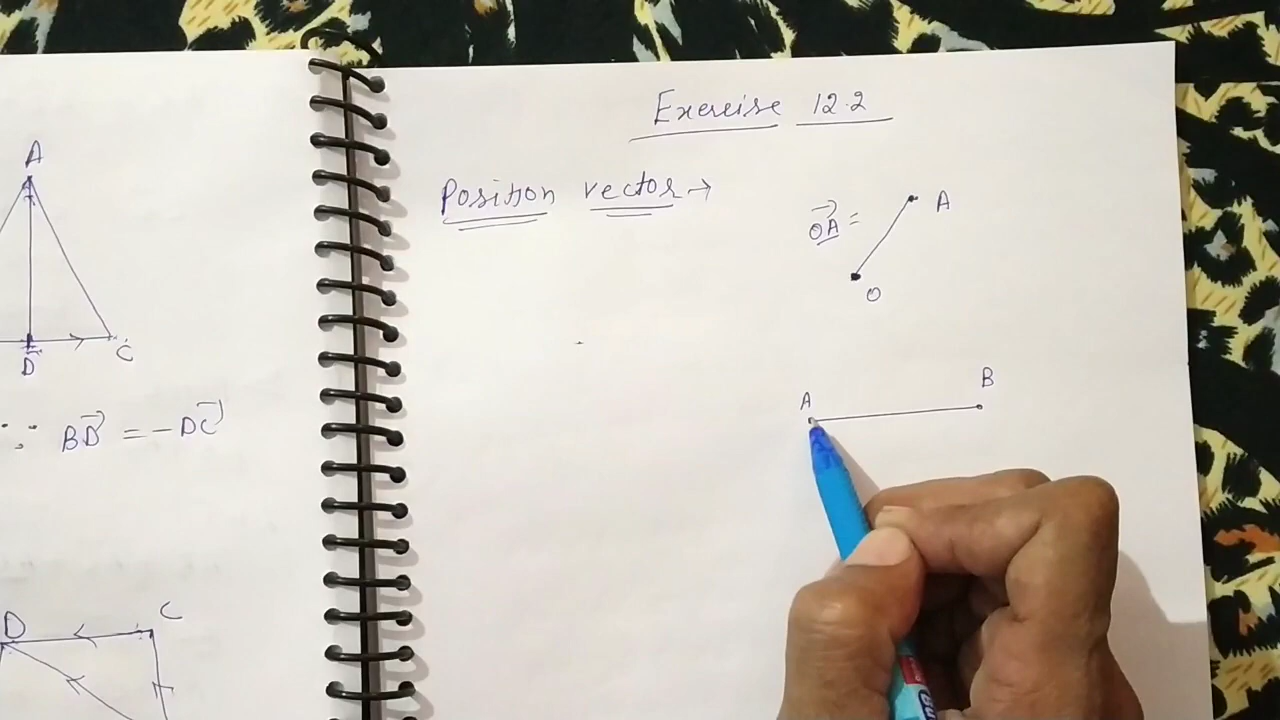 A
D
C
∵ BD⃗ = -DC⃗
D
C
Exercise 12.2
Position vector →
OA⃗ =
A
O
A
B